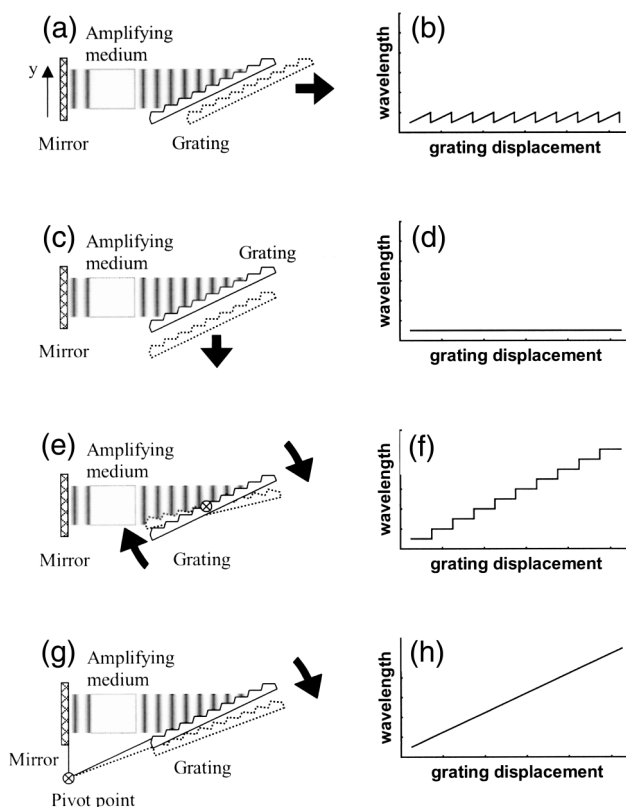 (a)
Amplifying
medium
y
Mirror
Grating
(b)
wavelength
grating displacement
(c)
Amplifying
medium
Grating
Mirror
(d)
wavelength
grating displacement
(e)
Amplifying
medium
Mirror
Grating
(f)
wavelength
grating displacement
(g)
Amplifying
medium
Mirror
Grating
Pivot point
(h)
wavelength
grating displacement